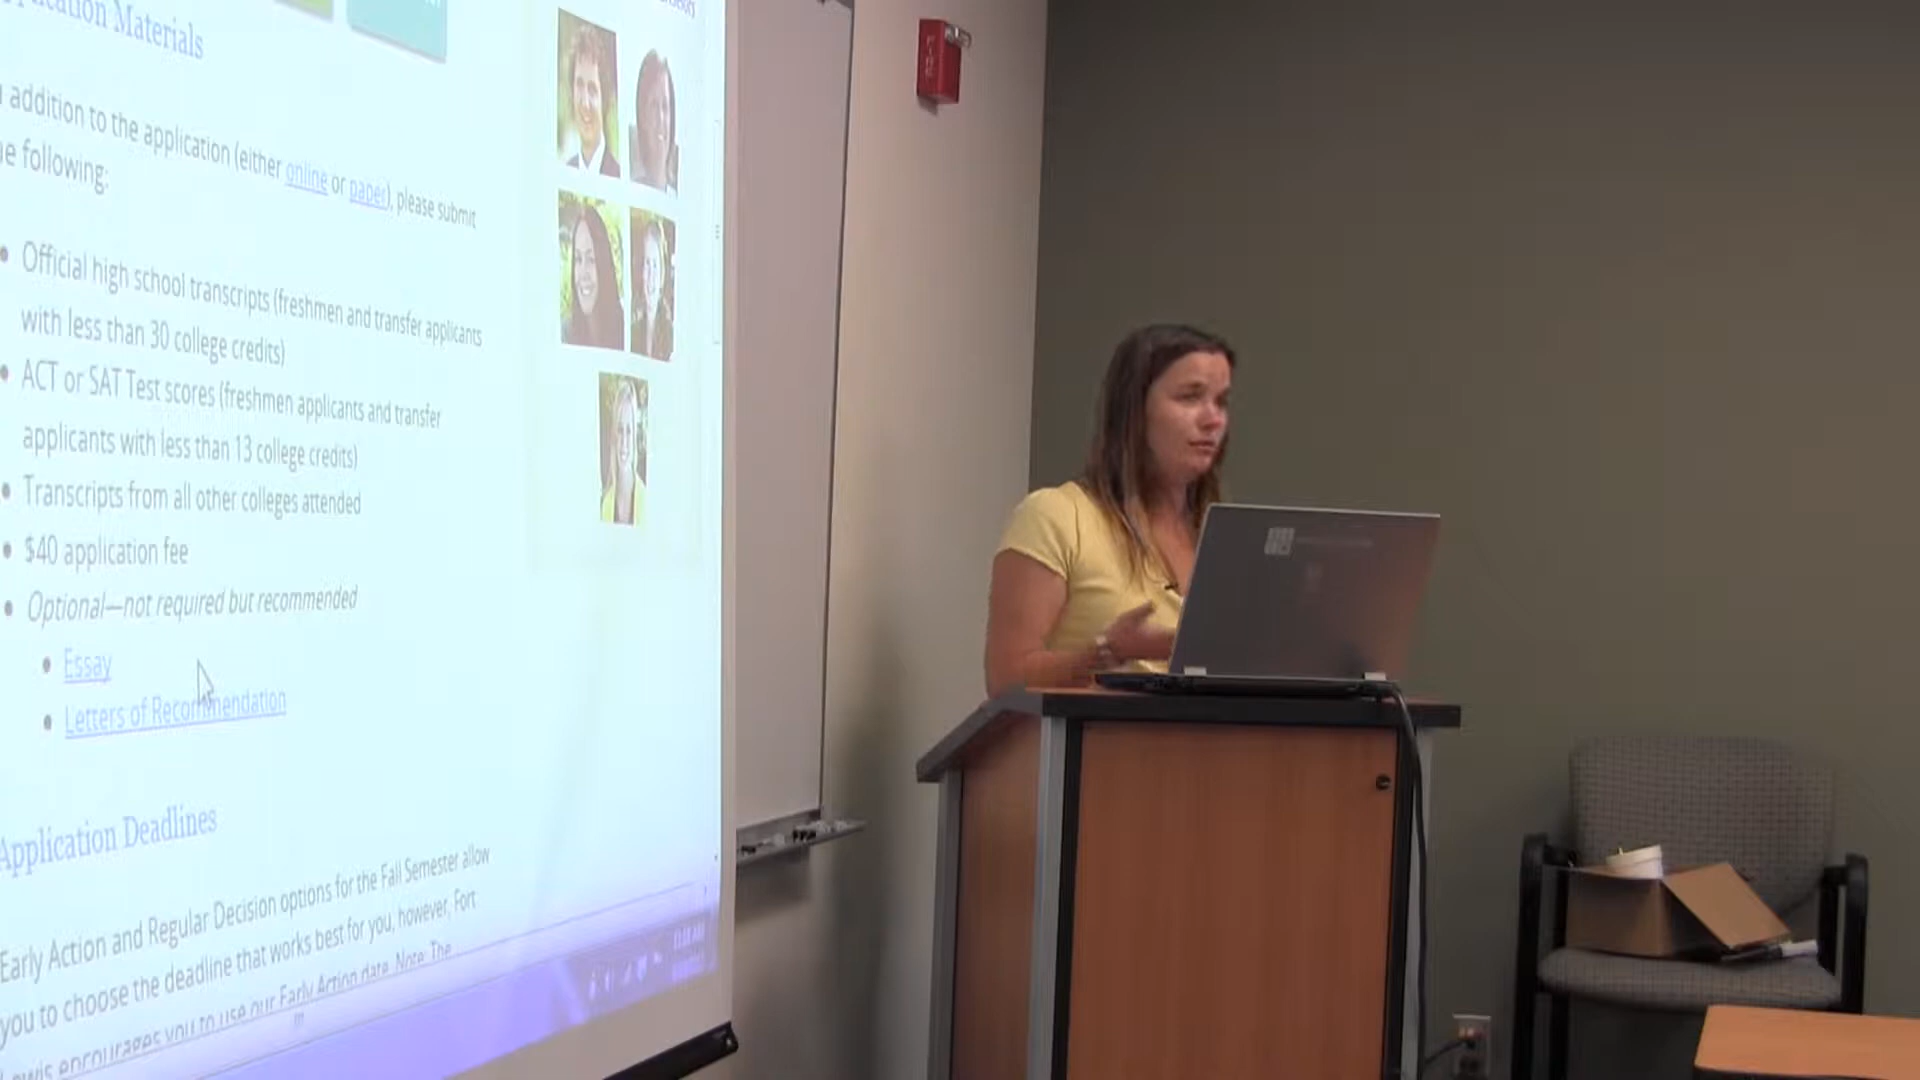 Application Materials
addition to the application (either online or paper), please submit
following:
Official high school transcripts (freshmen and transfer applicants
with less than 30 college credits)
ACT or SAT Test scores (freshmen applicants and transfer
applicants with less than 13 college credits)
Transcripts from all other colleges attended
$40 application fee
Optional—not required but recommended
Essay
Letters of Recommendation
Application Deadlines
Early Action and Regular Decision options for the Fall Semester allow
you to choose the deadline that works best for you, however, Fort
Lewis encourages you to use our Early Action date. Note: The
FIRE